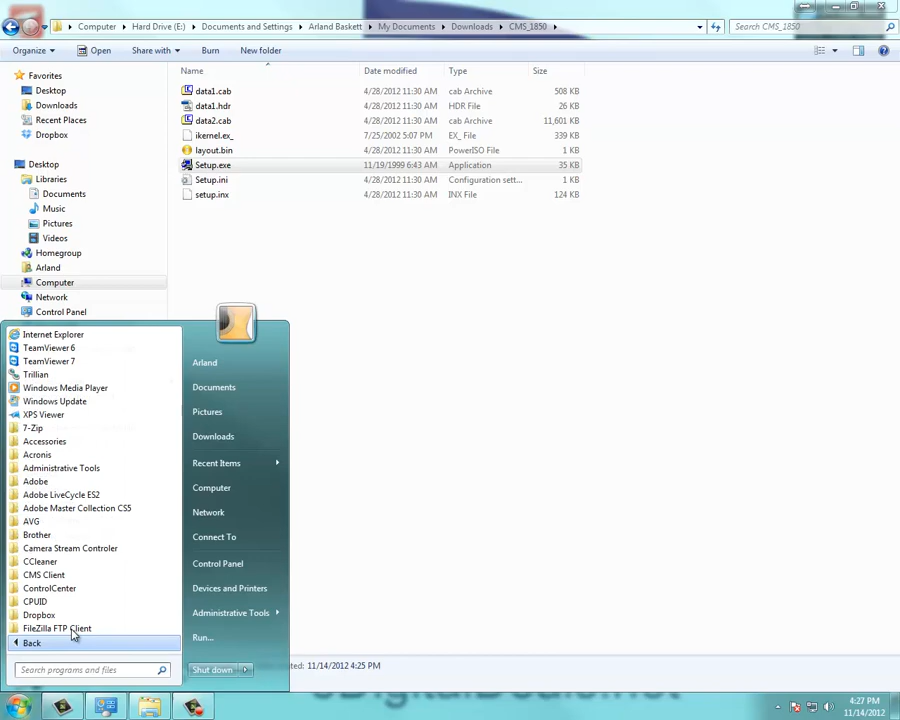 Computer Hard Drive (E:) Documents and Settings Arland Baskett My Documents Downloads CMS_1850 Search CMS_1850
Organize Open Share with Burn New folder
Favorites
Desktop
Downloads
Recent Places
Dropbox
Desktop
Libraries
Documents
Music
Pictures
Videos
Homegroup
Arland
Computer
Network
Control Panel
Name Date modified Type Size
data1.cab 4/28/2012 11:30 AM cab Archive 508 KB
data1.hdr 4/28/2012 11:30 AM HDR File 26 KB
data2.cab 4/28/2012 11:30 AM cab Archive 11,601 KB
ikernel.ex_ 7/25/2002 5:07 PM EX_ File 339 KB
layout.bin 4/28/2012 11:30 AM PowerISO File 1 KB
Setup.exe 11/19/1999 6:43 AM Application 35 KB
Setup.ini 4/28/2012 11:30 AM Configuration sett... 1 KB
setup.inx 4/28/2012 11:30 AM INX File 124 KB
Internet Explorer
TeamViewer 6
TeamViewer 7
Trillian
Windows Media Player
Windows Update
XPS Viewer
7-Zip
Accessories
Acronis
Administrative Tools
Adobe
Adobe LiveCycle ES2
Adobe Master Collection CS5
AVG
Brother
Camera Stream Controler
CCleaner
CMS Client
ControlCenter
CPUID
Dropbox
FileZilla FTP Client
Back
Search programs and files
Arland
Documents
Pictures
Downloads
Recent Items
Computer
Network
Connect To
Control Panel
Devices and Printers
Administrative Tools
Run...
Shut down
11/14/2012 4:25 PM
4:27 PM
11/14/2012